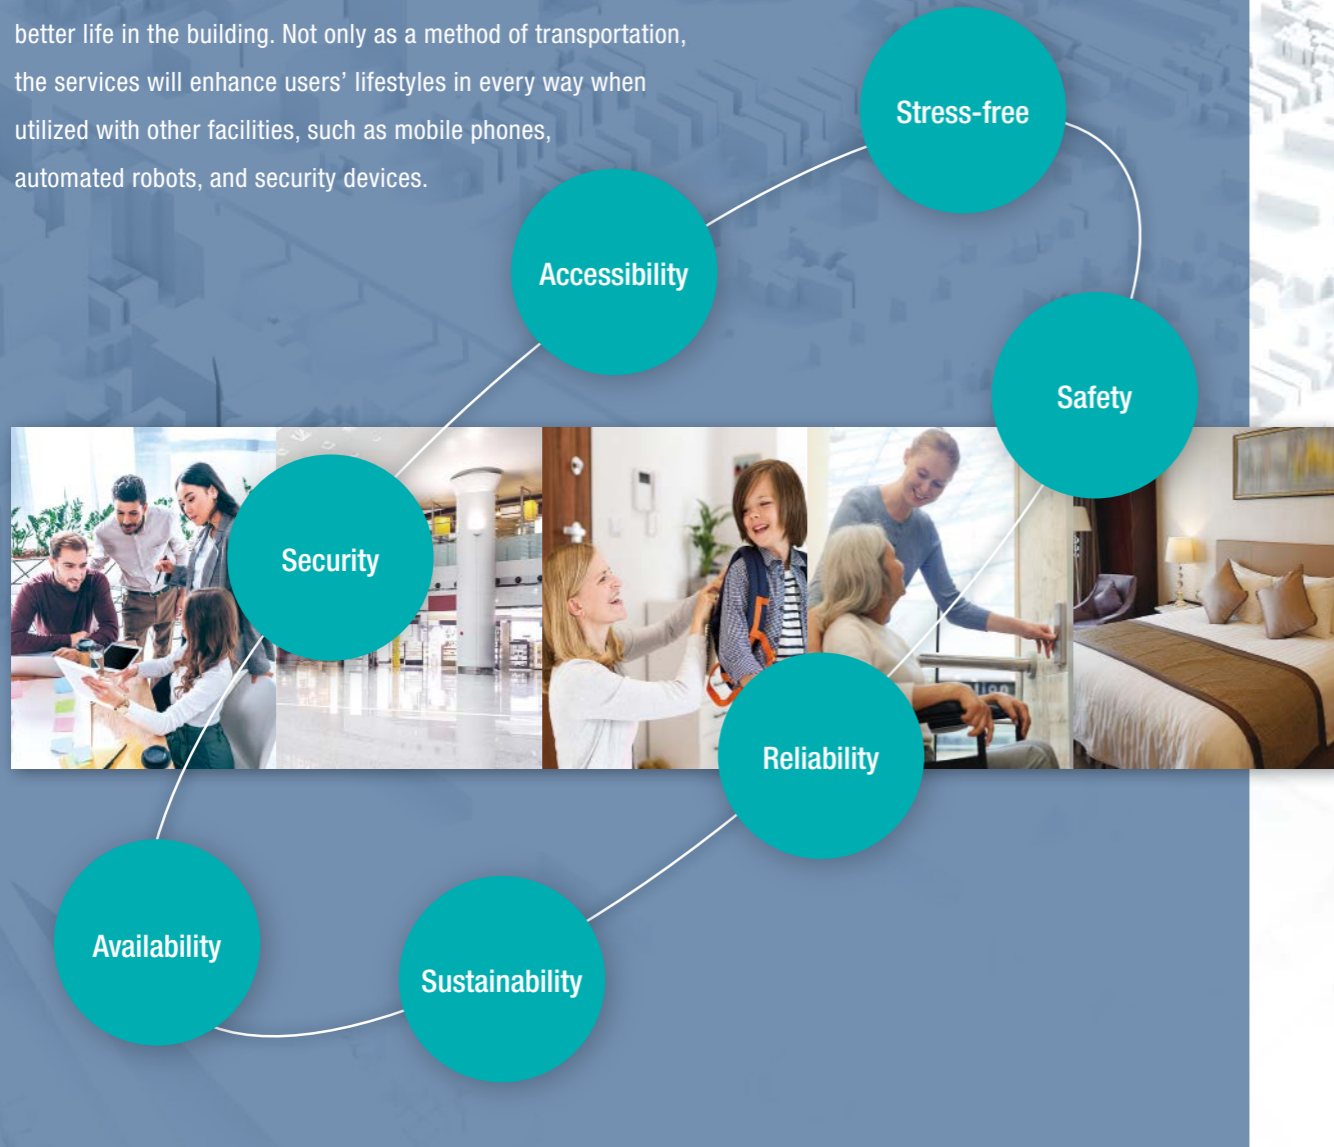 better life in the building. Not only as a method of transportation,
the services will enhance users’ lifestyles in every way when
utilized with other facilities, such as mobile phones,
automated robots, and security devices.
Stress-free
Accessibility
Safety
Security
Reliability
Availability
Sustainability